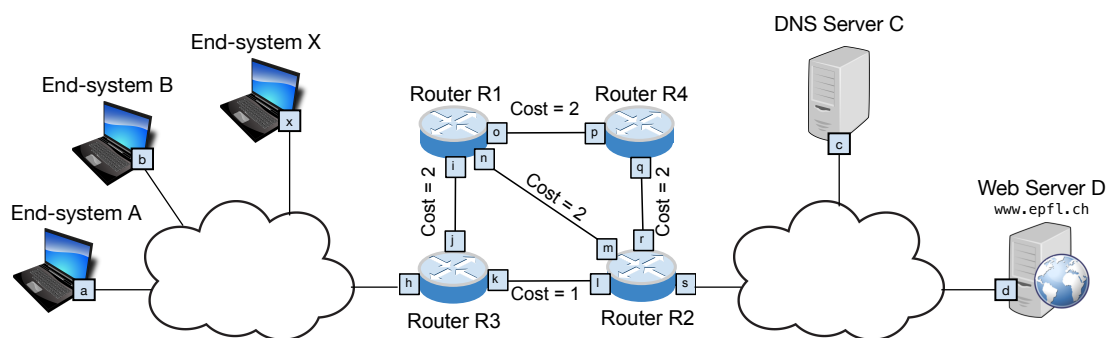 DNS Server C
End-system X
End-system B
Router R1
Router R4
Cost = 2
x
o
p
c
b
i
n
q
Web Server D
www.epfl.ch
End-system A
Cost = 2
Cost = 2
Cost = 2
j
m
r
a
h
k
l
s
d
Cost = 1
Router R3
Router R2